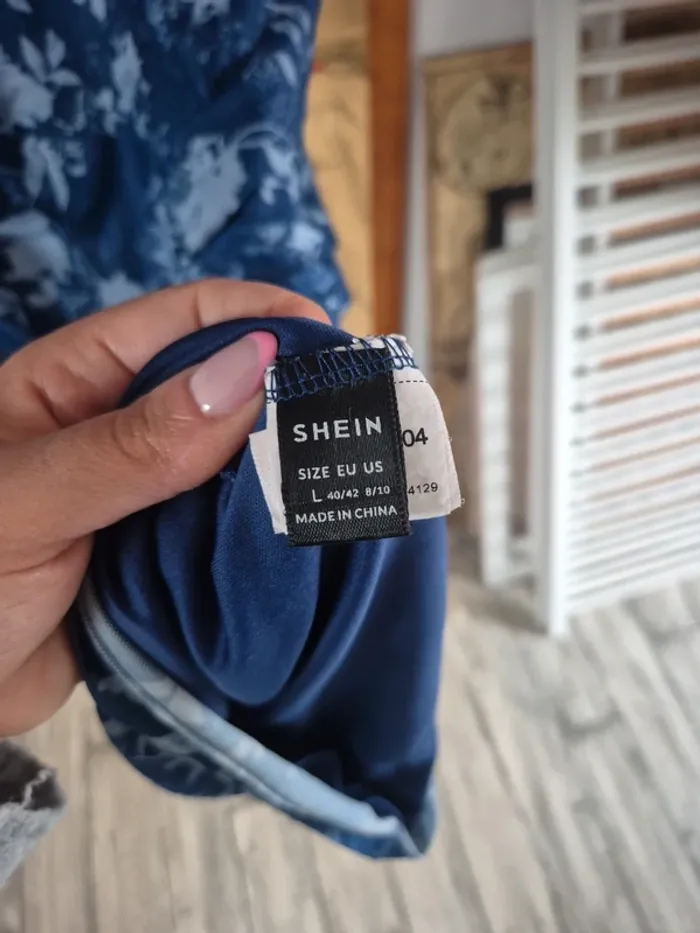 SHEIN
SIZE EU US
L 40/42 8/10
MADE IN CHINA
04
4129